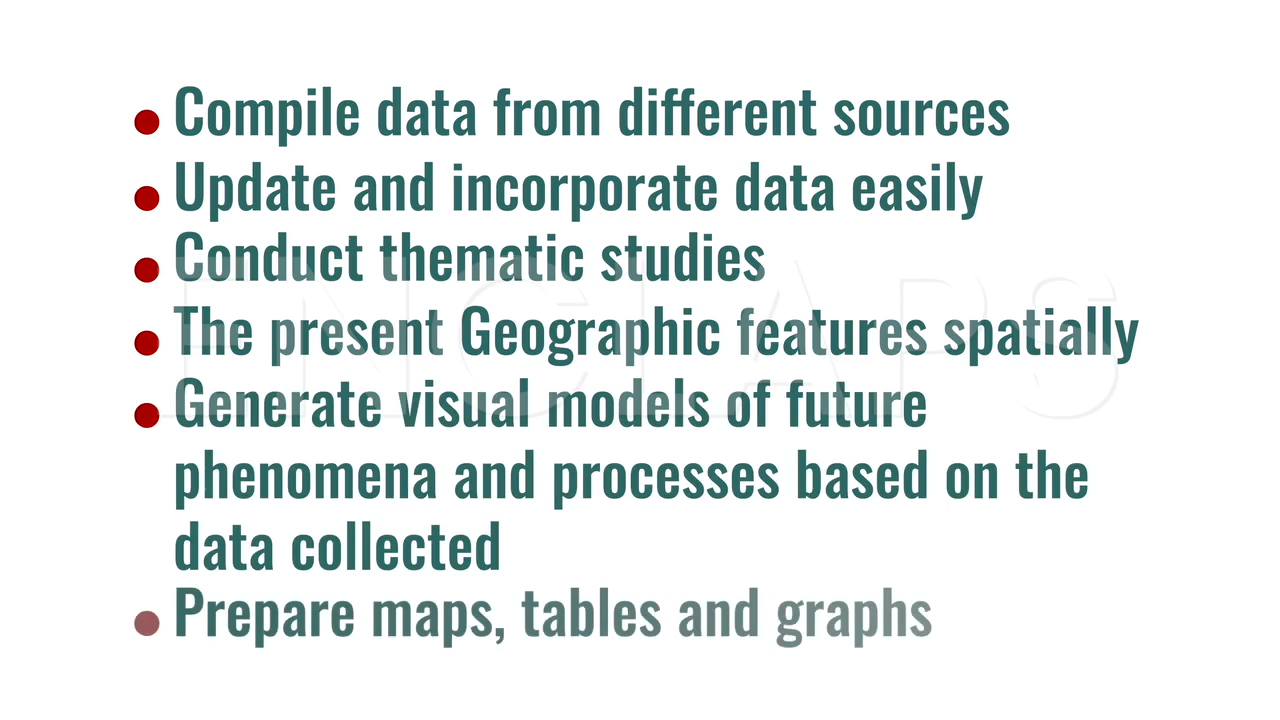 • Compile data from different sources
• Update and incorporate data easily
• Conduct thematic studies
• The present Geographic features spatially
• Generate visual models of future
phenomena and processes based on the
data collected
• Prepare maps, tables and graphs